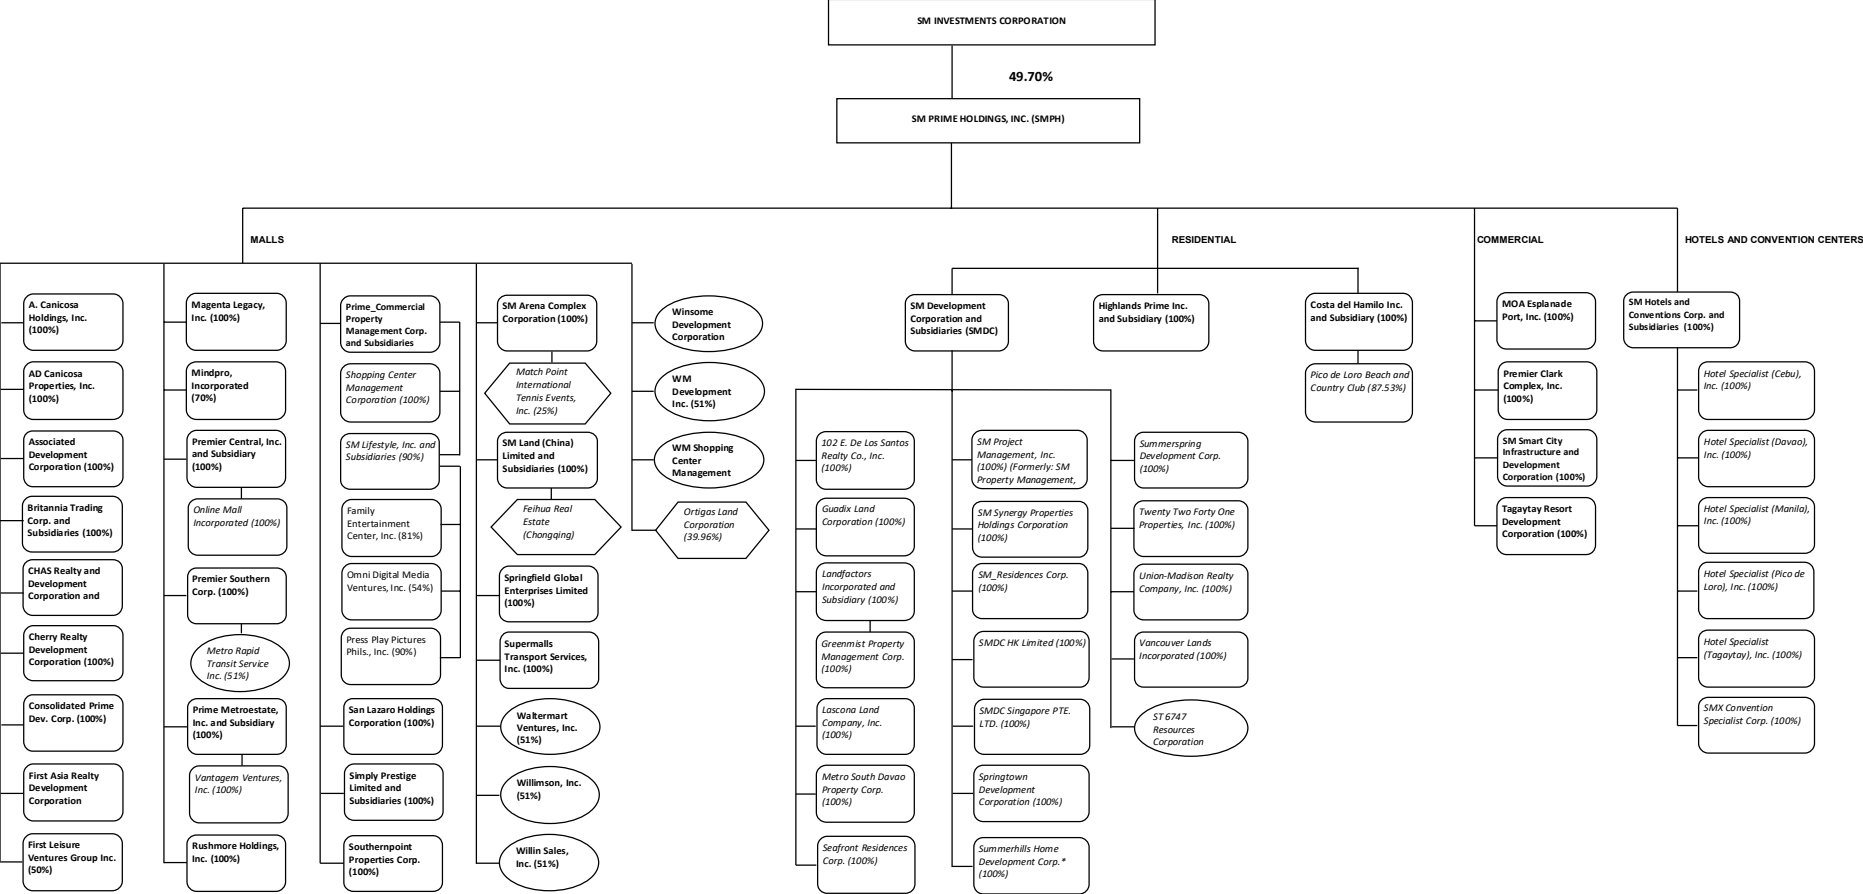 SM INVESTMENTS CORPORATION
49.70%
SM PRIME HOLDINGS, INC. (SMPH)
MALLS
RESIDENTIAL
COMMERCIAL
HOTELS AND CONVENTION CENTERS
A. Canicosa
Holdings, Inc.
(100%)
AD Canicosa
Properties, Inc.
(100%)
Associated
Development
Corporation (100%)
Britannia Trading
Corp. and
Subsidiaries (100%)
CHAS Realty and
Development
Corporation and
Cherry Realty
Development
Corporation (100%)
Consolidated Prime
Dev. Corp. (100%)
First Asia Realty
Development
Corporation
First Leisure
Ventures Group Inc.
(50%)
Magenta Legacy,
Inc. (100%)
Mindpro,
Incorporated
(70%)
Premier Central, Inc.
and Subsidiary
(100%)
Online Mall
Incorporated (100%)
Premier Southern
Corp. (100%)
Metro Rapid
Transit Service
Inc. (51%)
Prime Metroestate,
Inc. and Subsidiary
(100%)
Vantagem Ventures,
Inc. (100%)
Rushmore Holdings,
Inc. (100%)
Prime_Commercial
Property
Management Corp.
and Subsidiaries
Shopping Center
Management
Corporation (100%)
SM Lifestyle, Inc. and
Subsidiaries (90%)
Family
Entertainment
Center, Inc. (81%)
Omni Digital Media
Ventures, Inc. (54%)
Press Play Pictures
Phils., Inc. (90%)
San Lazaro Holdings
Corporation (100%)
Simply Prestige
Limited and
Subsidiaries (100%)
Southernpoint
Properties Corp.
(100%)
SM Arena Complex
Corporation (100%)
Match Point
International
Tennis Events,
Inc. (25%)
SM Land (China)
Limited and
Subsidiaries (100%)
Feihua Real
Estate
(Chongqing)
Springfield Global
Enterprises Limited
(100%)
Supermalls
Transport Services,
Inc. (100%)
Waltermart
Ventures, Inc.
(51%)
Willimson, Inc.
(51%)
Willin Sales,
Inc. (51%)
Winsome
Development
Corporation
WM
Development
Inc. (51%)
WM Shopping
Center
Management
Ortigas Land
Corporation
(39.96%)
SM Development
Corporation and
Subsidiaries (SMDC)
102 E. De Los Santos
Realty Co., Inc.
(100%)
Guadix Land
Corporation (100%)
Landfactors
Incorporated and
Subsidiary (100%)
Greenmist Property
Management Corp.
(100%)
Lascona Land
Company, Inc.
(100%)
Metro South Davao
Property Corp.
(100%)
Seafront Residences
Corp. (100%)
SM Project
Management, Inc.
(100%) (Formerly: SM
Property Management,
SM Synergy Properties
Holdings Corporation
(100%)
SM_Residences Corp.
(100%)
SMDC HK Limited (100%)
SMDC Singapore PTE.
LTD. (100%)
Springtown
Development
Corporation (100%)
Summerhills Home
Development Corp.*
(100%)
Summerspring
Development Corp.
(100%)
Twenty Two Forty One
Properties, Inc. (100%)
Union-Madison Realty
Company, Inc. (100%)
Vancouver Lands
Incorporated (100%)
ST 6747
Resources
Corporation
Highlands Prime Inc.
and Subsidiary (100%)
Costa del Hamilo Inc.
and Subsidiary (100%)
Pico de Loro Beach and
Country Club (87.53%)
MOA Esplanade
Port, Inc. (100%)
Premier Clark
Complex, Inc.
(100%)
SM Smart City
Infrastructure and
Development
Corporation (100%)
Tagaytay Resort
Development
Corporation (100%)
SM Hotels and
Conventions Corp. and
Subsidiaries (100%)
Hotel Specialist (Cebu),
Inc. (100%)
Hotel Specialist (Davao),
Inc. (100%)
Hotel Specialist (Manila),
Inc. (100%)
Hotel Specialist (Pico de
Loro), Inc. (100%)
Hotel Specialist
(Tagaytay), Inc. (100%)
SMX Convention
Specialist Corp. (100%)